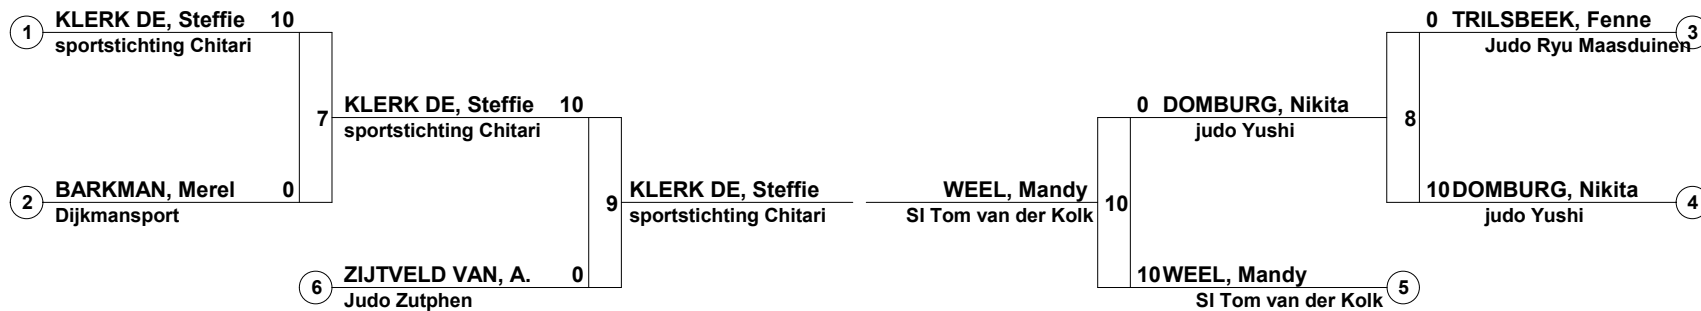 KLERK DE, Steffie 10
1
sportstichting Chitari
7
KLERK DE, Steffie 10
sportstichting Chitari
BARKMAN, Merel 0
2
Dijkmansport
9
KLERK DE, Steffie
sportstichting Chitari
ZIJTVELD VAN, A. 0
6
Judo Zutphen
0 TRILSBEEK, Fenne
3
Judo Ryu Maasduinen
8
0 DOMBURG, Nikita
judo Yushi
10 DOMBURG, Nikita
4
judo Yushi
WEEL, Mandy
10
SI Tom van der Kolk
10 WEEL, Mandy
5
SI Tom van der Kolk